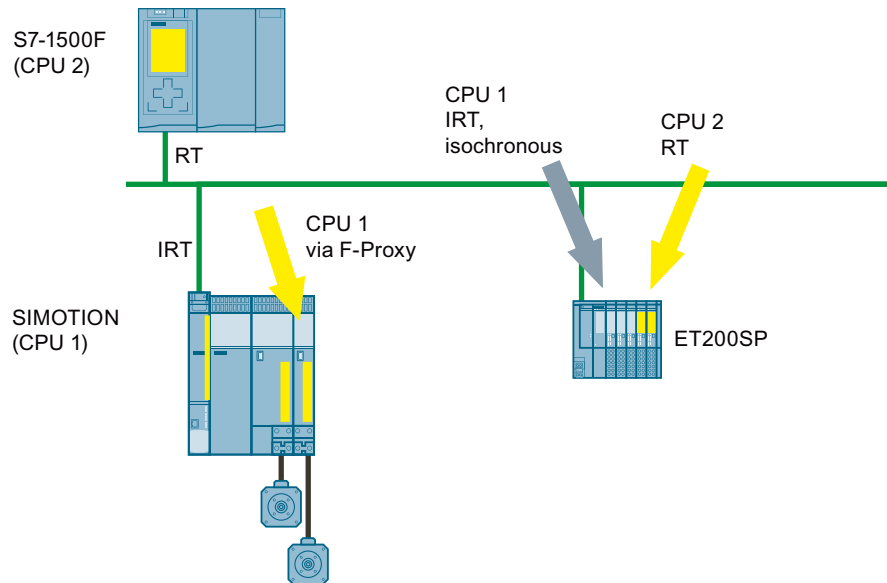 S7-1500F
(CPU 2)
RT
CPU 1
IRT,
isochronous
CPU 2
RT
IRT
CPU 1
via F-Proxy
SIMOTION
(CPU 1)
ET200SP